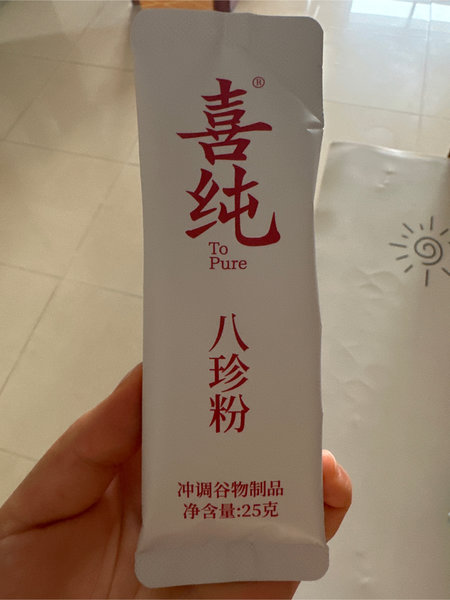 喜纯®
To
Pure
八珍粉
冲调谷物制品
净含量:25克